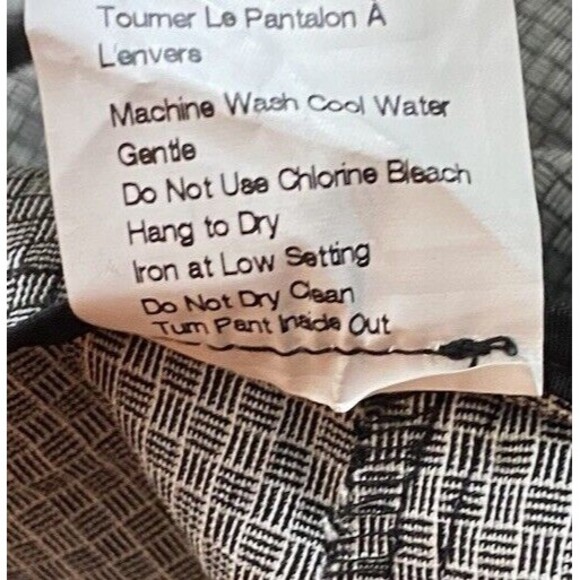 Tourner Le Pantalon À
L'envers
Machine Wash Cool Water
Gentle
Do Not Use Chlorine Bleach
Hang to Dry
Iron at Low Setting
Do Not Dry Clean
Turn Pant Inside Out